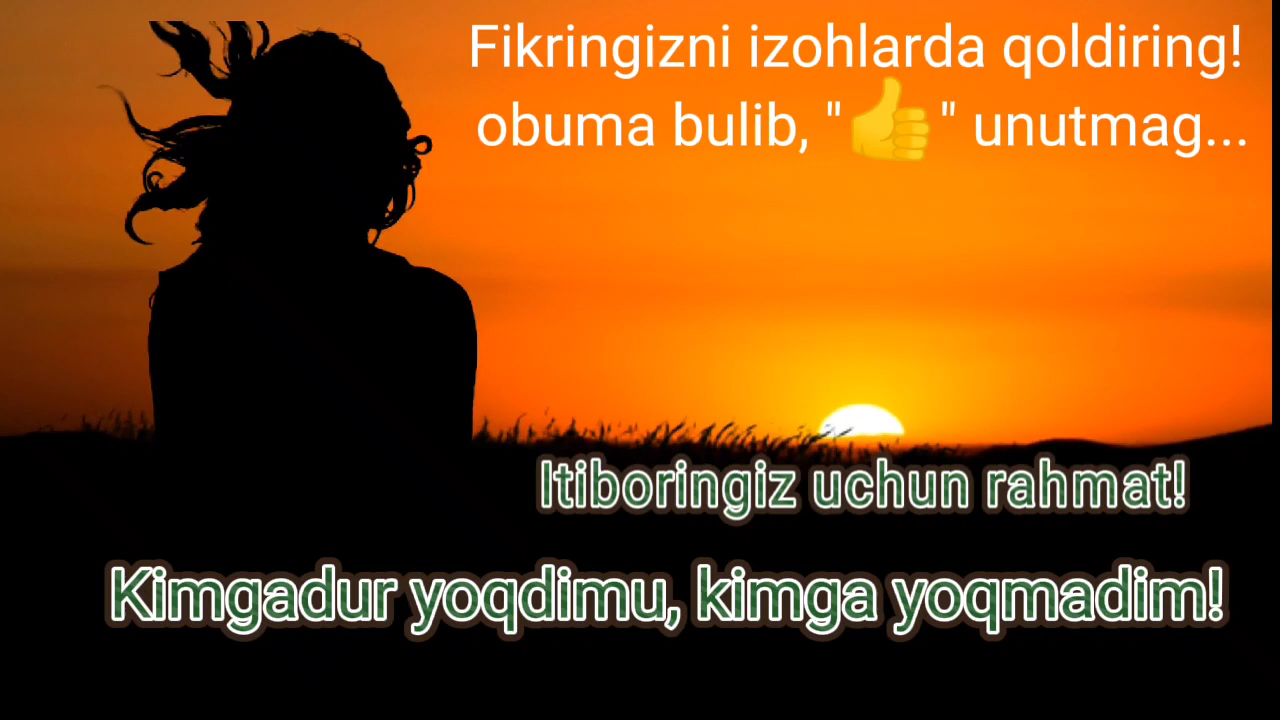 Fikringizni izohlarda qoldiring!
obuma bulib, "👍" unutmag...
Itiboringiz uchun rahmat!
Kimgadur yoqdimu, kimga yoqmadim!